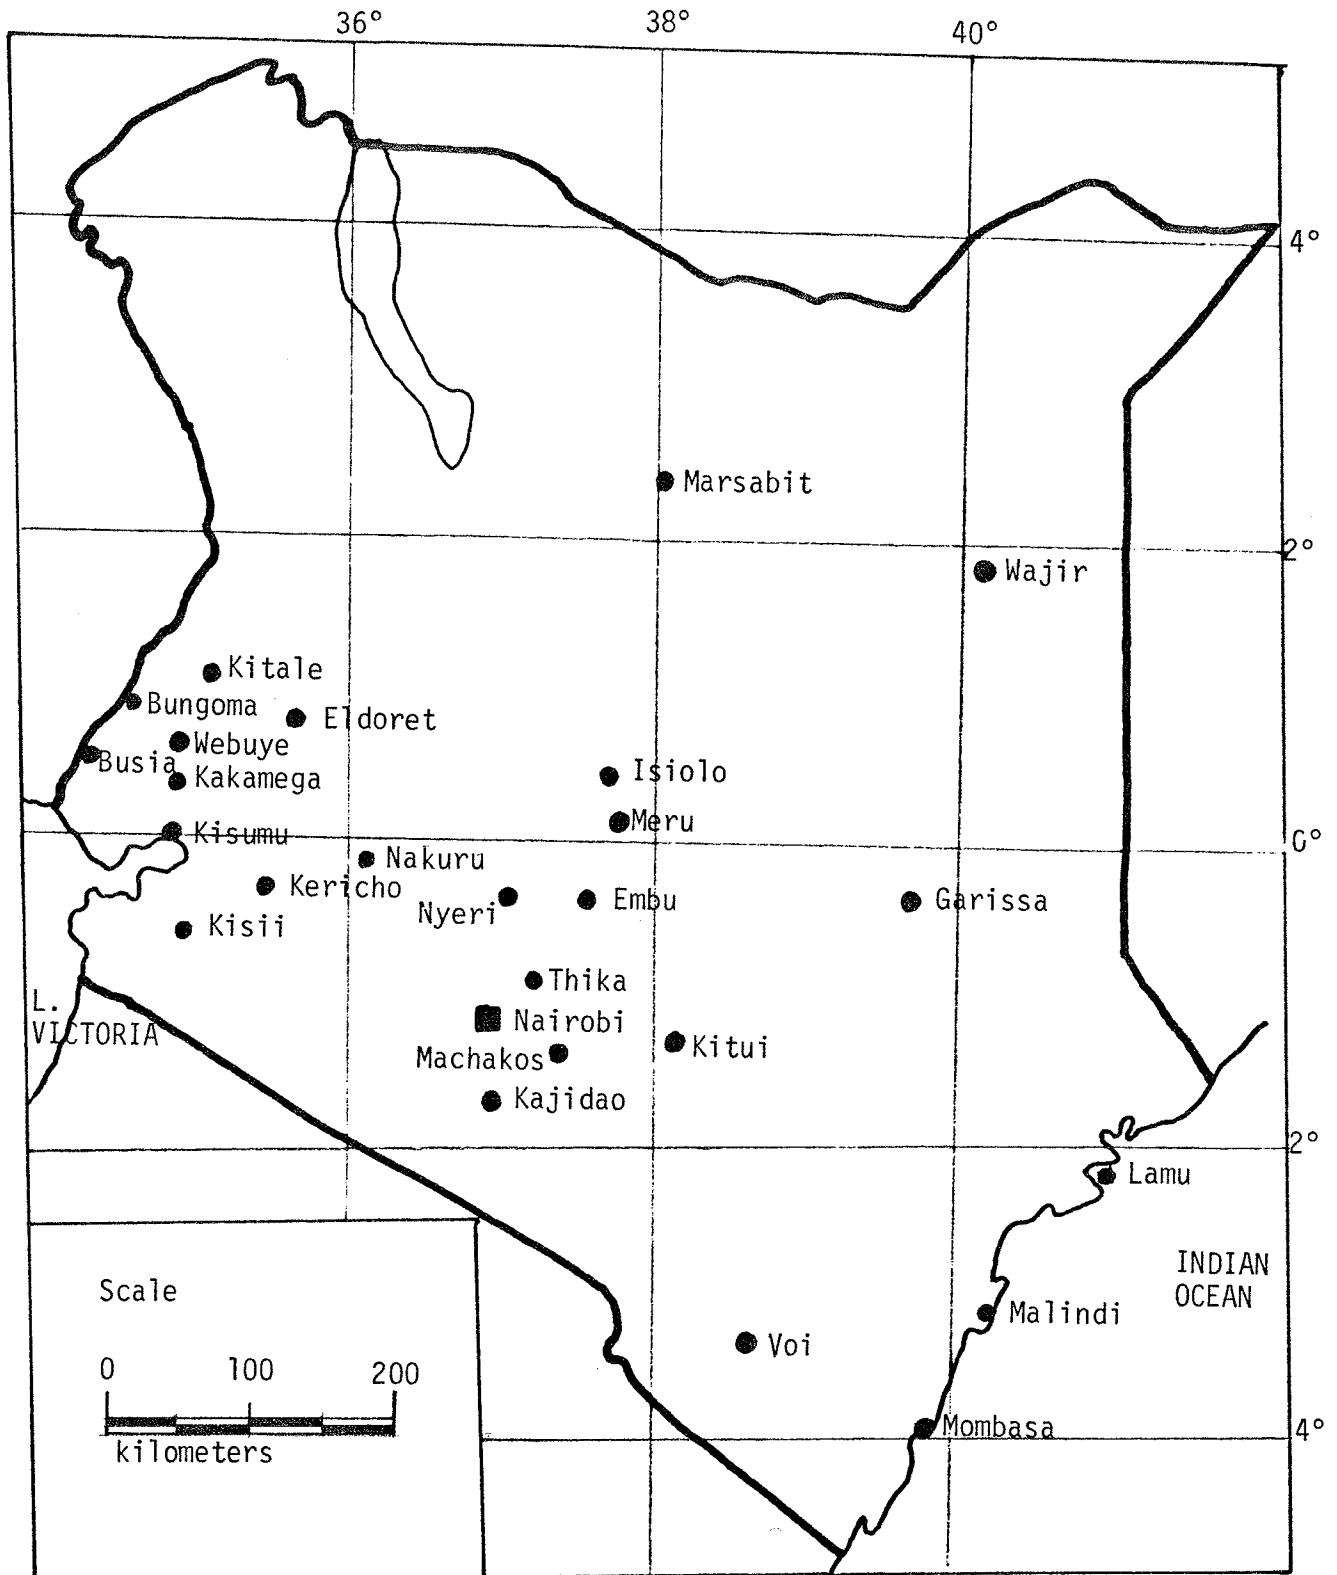 36° 38° 40°
4°
Marsabit
2°
Wajir
Kitale
Bungoma
Eldoret
Webuye
Busia
Kakamega
Isiolo
Meru
Kisumu
0°
Nakuru
Kericho
Nyeri
Embu
Garissa
Kisii
Thika
L.
VICTORIA
Nairobi
Machakos
Kitui
Kajidao
2°
Lamu
INDIAN
OCEAN
Malindi
Voi
Mombasa
4°
Scale
0 100 200
kilometers